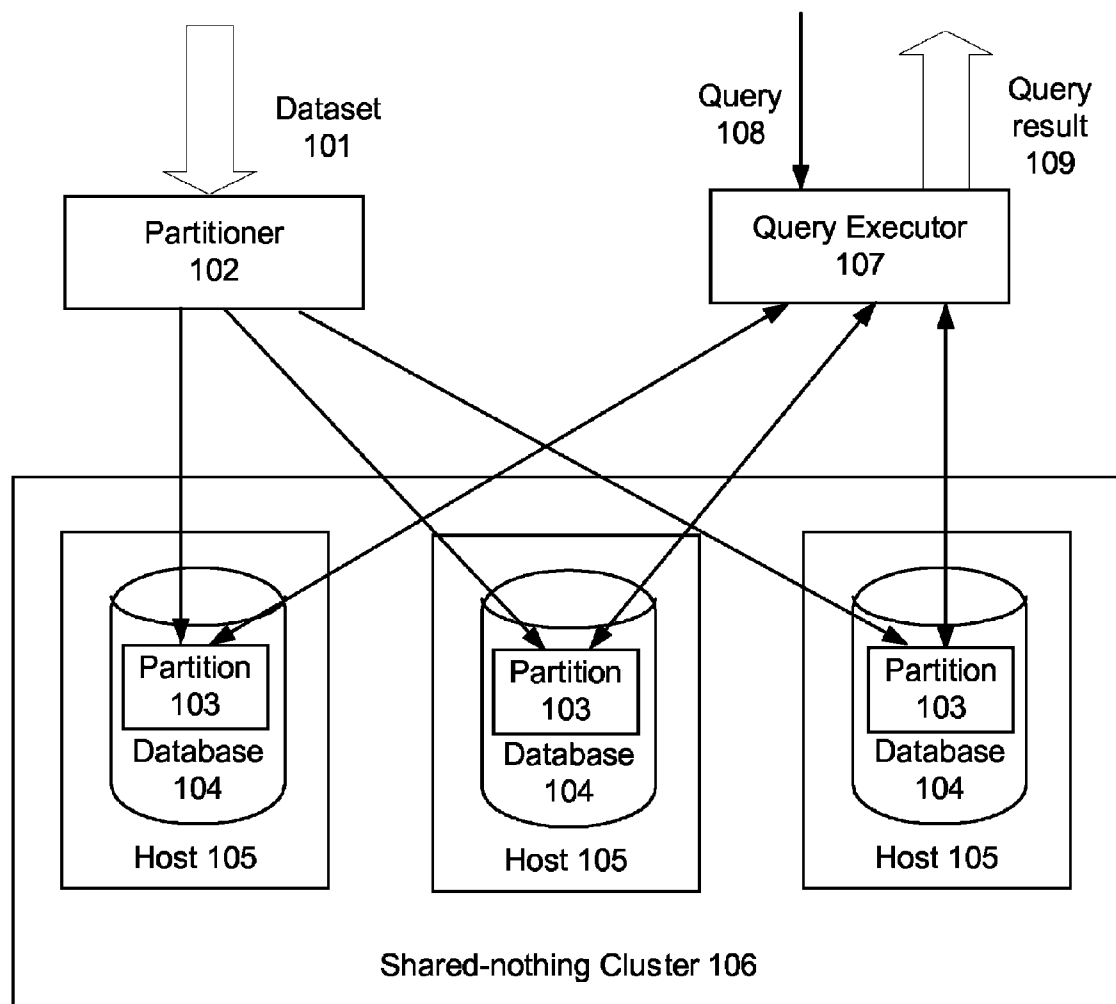 Dataset
101
Query
108
Query
result
109
Partitioner
102
Query Executor
107
Partition
103
Database
104
Host 105
Partition
103
Database
104
Host 105
Partition
103
Database
104
Host 105
Shared-nothing Cluster 106